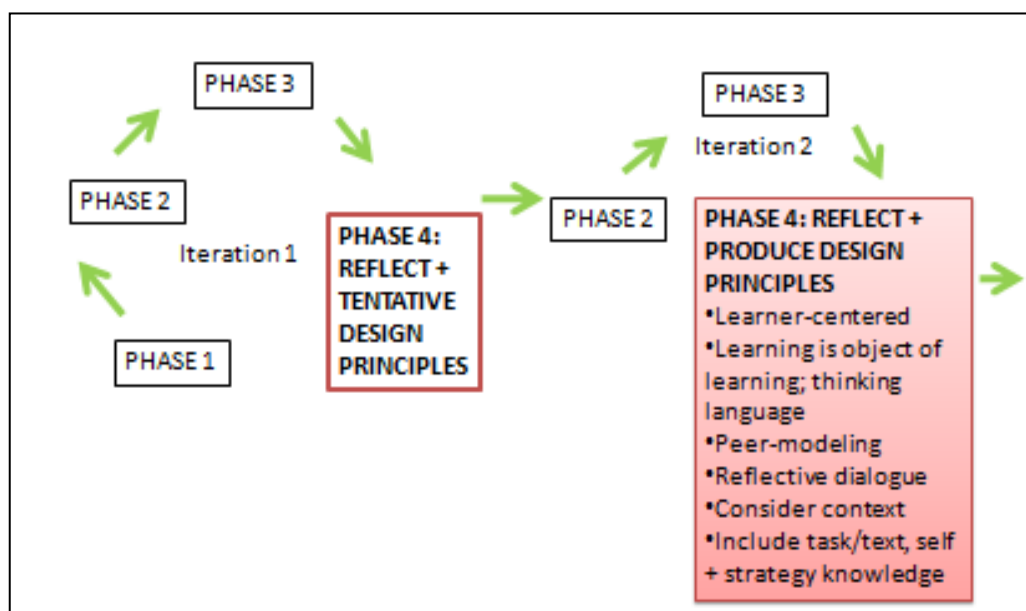 PHASE 1
PHASE 2
PHASE 3
Iteration 1
PHASE 4:
REFLECT +
TENTATIVE
DESIGN
PRINCIPLES
PHASE 2
PHASE 3
Iteration 2
PHASE 4: REFLECT +
PRODUCE DESIGN
PRINCIPLES
•Learner-centered
•Learning is object of
learning; thinking
language
•Peer-modeling
•Reflective dialogue
•Consider context
•Include task/text, self
+ strategy knowledge